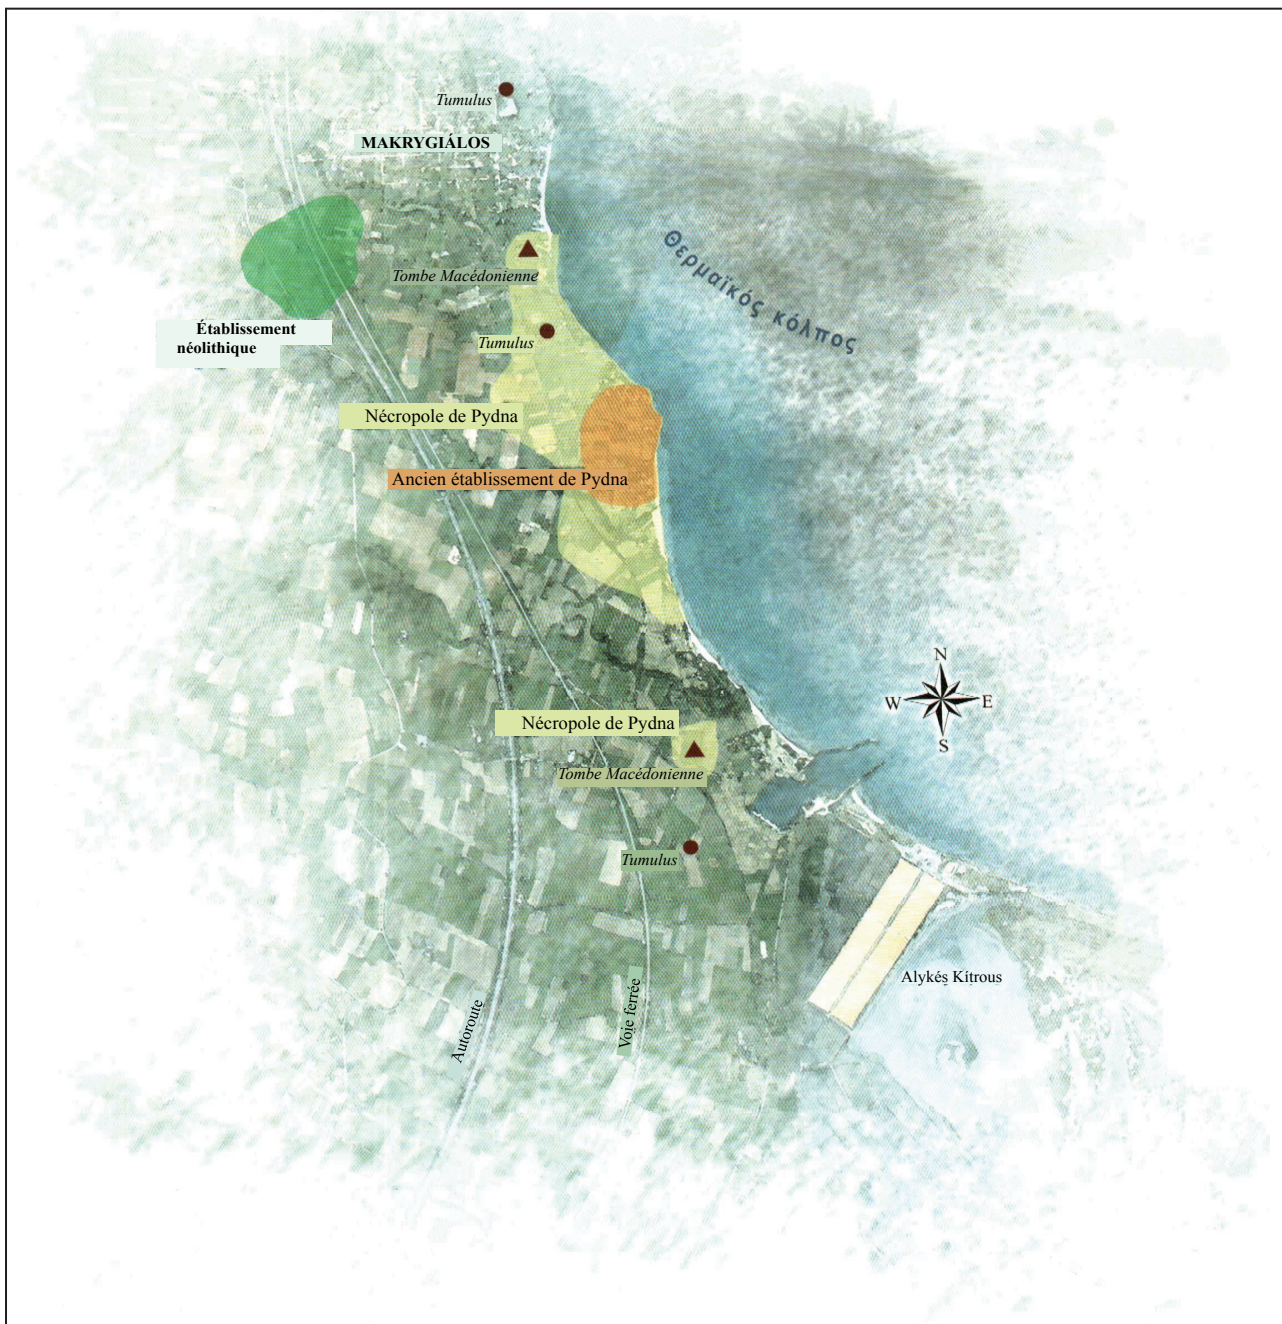 Tumulus
MAKRYGIÁLOS
Θερμαϊκός κόλπος
Tombe Macédonienne
Établissement
néolithique
Tumulus
Nécropole de Pydna
Ancien établissement de Pydna
N
W E
S
Nécropole de Pydna
Tombe Macédonienne
Tumulus
Alykés Kítrous
Autoroute
Voie ferrée